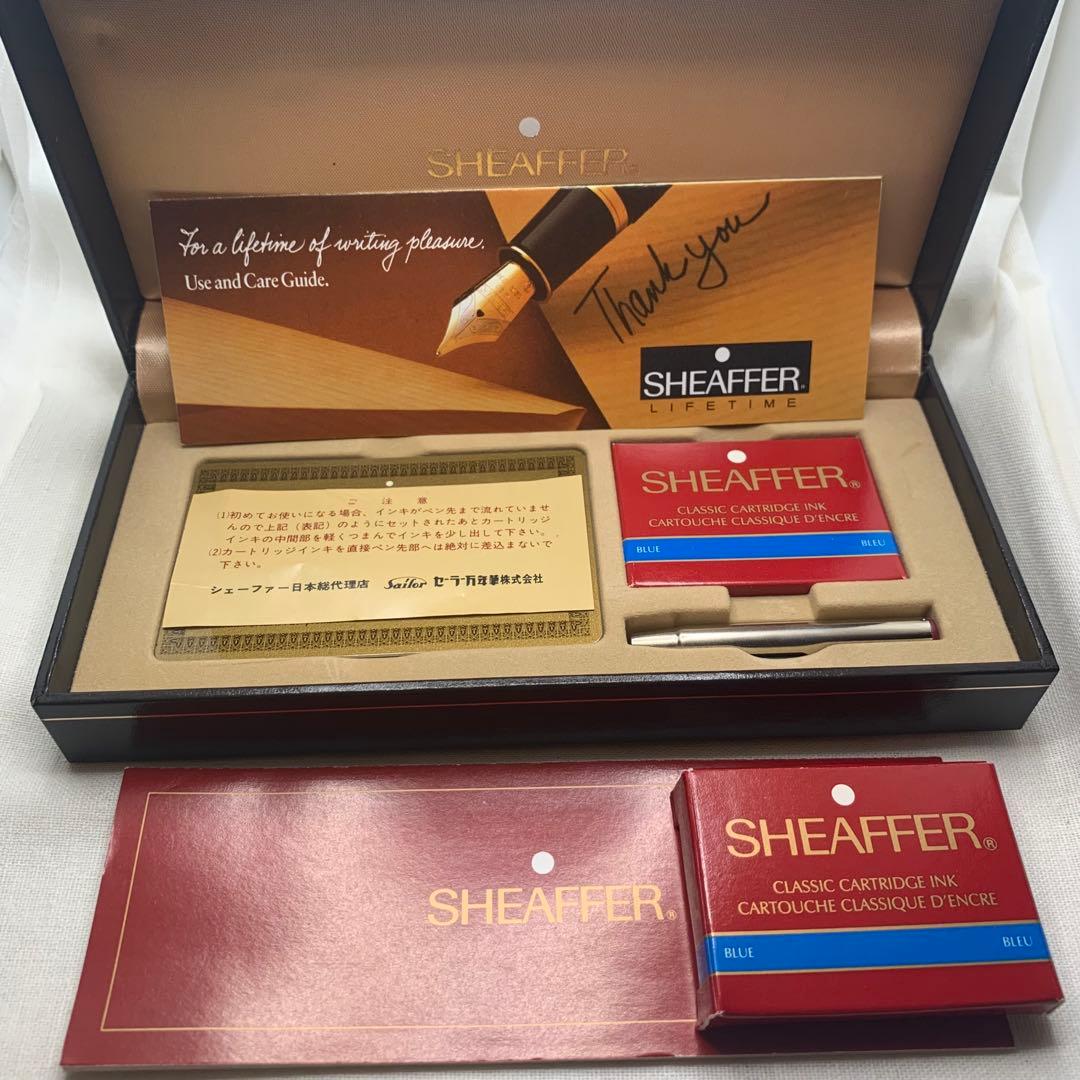 SHEAFFER®
For a lifetime of writing pleasure.
Use and Care Guide.
Thank you
SHEAFFER®
LIFETIME
ご注意
(1)初めてお使いになる場合、インキがペン先まで流れていませ
んので上記(表記)のようにセットされたあとカートリッジ
インキの中間部を軽くつまんでインキを少し出して下さい。
(2)カートリッジインキを直接ペン先部へは絶対に差込まないで
下さい。
シェーファー日本総代理店 Sailor セーラー万年筆株式会社
SHEAFFER®
CLASSIC CARTRIDGE INK
CARTOUCHE CLASSIQUE D'ENCRE
BLUE BLEU
SHEAFFER®
SHEAFFER®
CLASSIC CARTRIDGE INK
CARTOUCHE CLASSIQUE D'ENCRE
BLUE BLEU